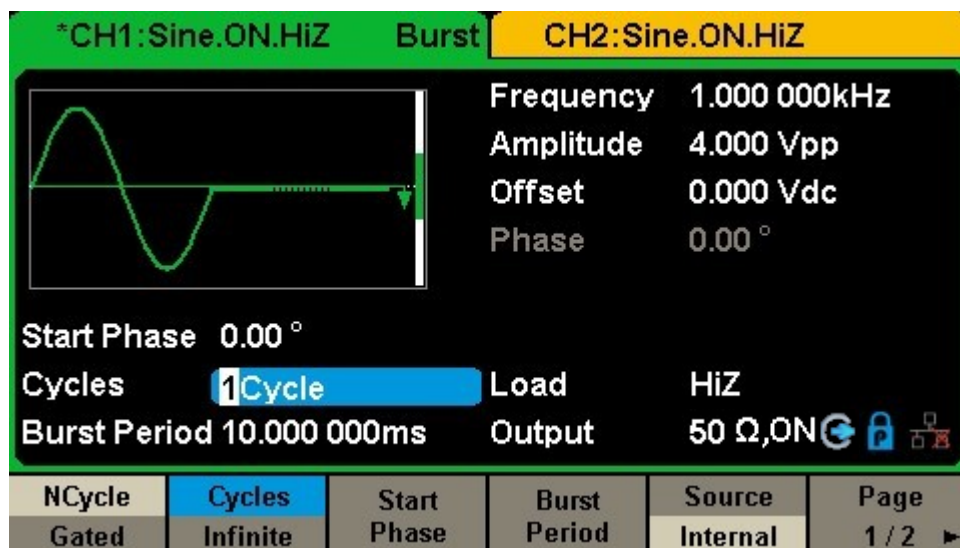 *CH1:Sine.ON.HiZ Burst CH2:Sine.ON.HiZ
Frequency 1.000 000kHz
Amplitude 4.000 Vpp
Offset 0.000 Vdc
Phase 0.00 °
Start Phase 0.00 °
Cycles 1Cycle Load HiZ
Burst Period 10.000 000ms Output 50 Ω,ON P
NCycle Cycles Start Burst Source Page
Gated Infinite Phase Period Internal 1/2 ►